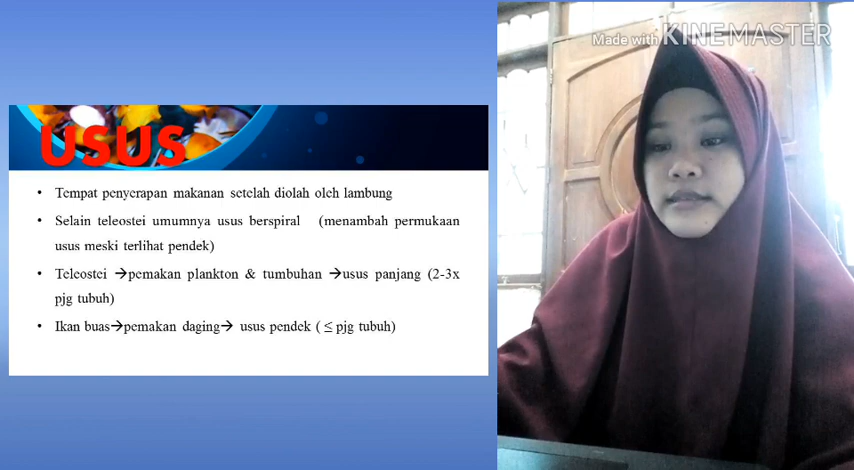 Made with KINEMASTER
USUS
• Tempat penyerapan makanan setelah diolah oleh lambung
• Selain teleostei umumnya usus berspiral (menambah permukaan
usus meski terlihat pendek)
• Teleostei →pemakan plankton & tumbuhan →usus panjang (2-3x
pjg tubuh)
• Ikan buas→pemakan daging→ usus pendek ( ≤ pjg tubuh)